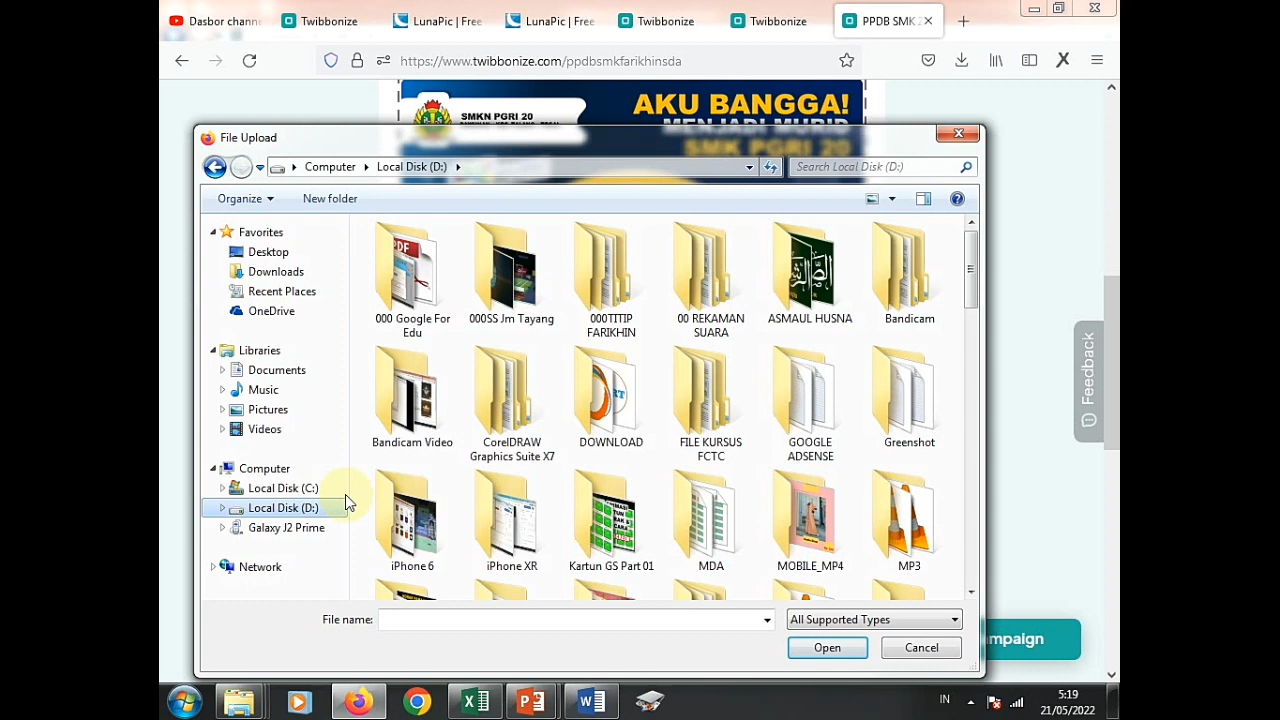 Dasbor chann
Twibbonize
LunaPic | Free
LunaPic | Free
Twibbonize
Twibbonize
PPDB SMK
https://www.twibbonize.com/ppdbsmkfarikhinsda
SMKN PGRI 20
AKU BANGGA!
MENJADI MURID
SMK PGRI 20
File Upload
Computer
Local Disk (D:)
Search Local Disk (D:)
Organize
New folder
Favorites
Desktop
Downloads
Recent Places
OneDrive
Libraries
Documents
Music
Pictures
Videos
Computer
Local Disk (C:)
Local Disk (D:)
Galaxy J2 Prime
Network
000 Google For
Edu
000SS Jm Tayang
000TITIP
FARIKHIN
00 REKAMAN
SUARA
ASMAUL HUSNA
Bandicam
Bandicam Video
CorelDRAW
Graphics Suite X7
DOWNLOAD
FILE KURSUS
FCTC
GOOGLE
ADSENSE
Greenshot
iPhone 6
iPhone XR
Kartun GS Part 01
MDA
MOBILE_MP4
MP3
File name:
All Supported Types
Open
Cancel
Feedback
mpaign
IN
5:19
21/05/2022